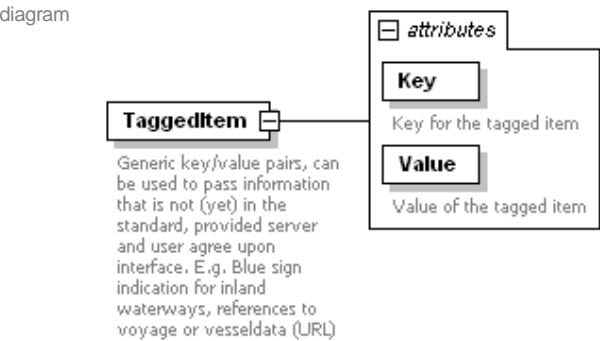 diagram
attributes
Key
Key for the tagged item
TaggedItem
Generic key/value pairs, can
be used to pass information
that is not (yet) in the
standard, provided server
and user agree upon
interface. E.g. Blue sign
indication for inland
waterways, references to
voyage or vesseldata (URL)
Value
Value of the tagged item